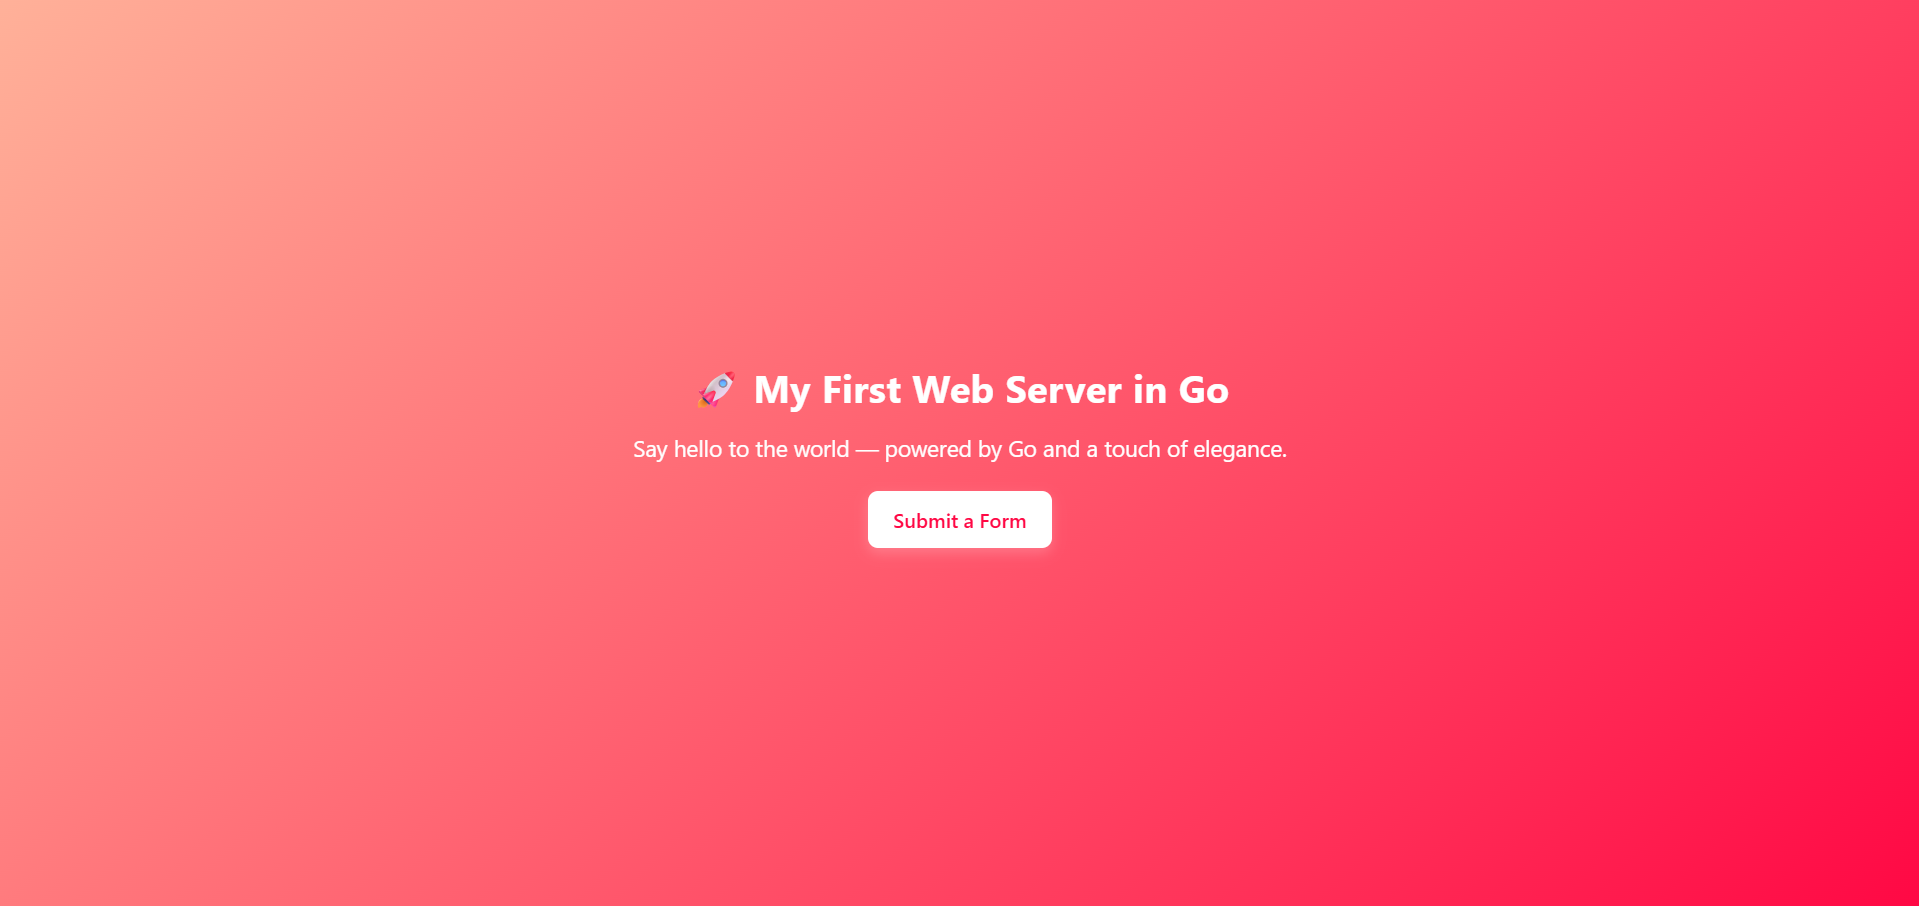 🚀 My First Web Server in Go
Say hello to the world — powered by Go and a touch of elegance.
Submit a Form